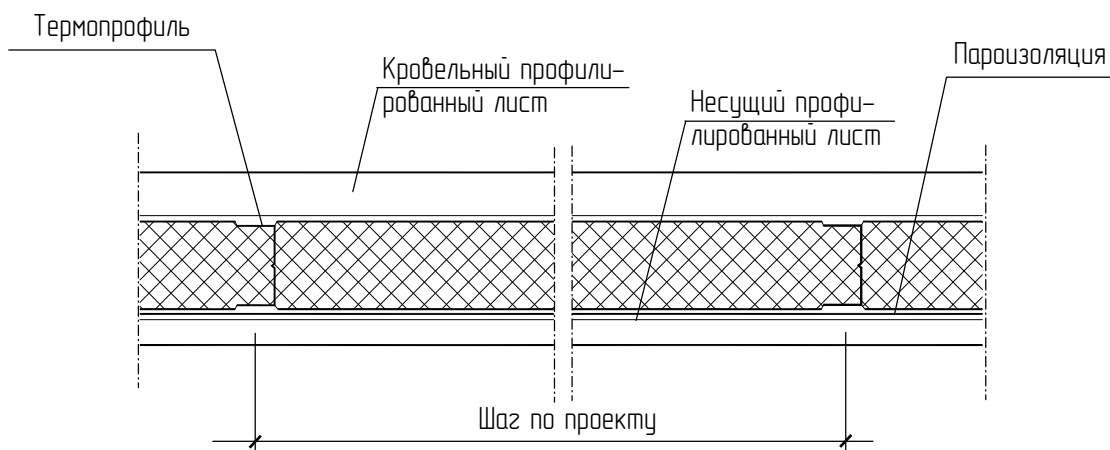 Термопрофиль
Кровельный профили-
рованный лист
Несущий профи-
лированный лист
Пароизоляция
Шаг по проекту